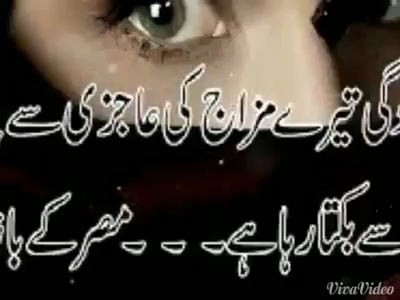 تیرے مزاج کی عاجزی سے
سے بکتا رہا ہے۔ ۔ ۔ مصر کے
VivaVideo